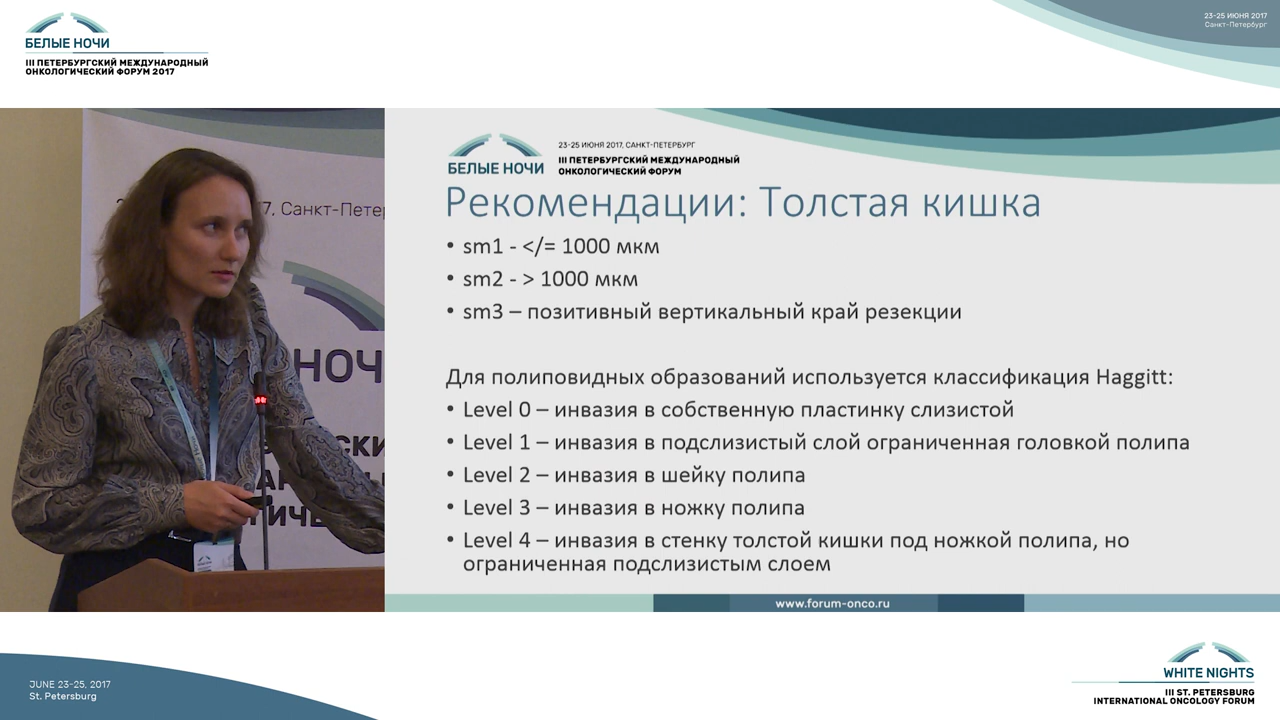 БЕЛЫЕ НОЧИ
III ПЕТЕРБУРГСКИЙ МЕЖДУНАРОДНЫЙ
ОНКОЛОГИЧЕСКИЙ ФОРУМ 2017
23-25 ИЮНЯ 2017
Санкт-Петербург
7, Санкт-Петер
НОЧ
23-25 ИЮНЯ 2017, САНКТ-ПЕТЕРБУРГ
БЕЛЫЕ НОЧИ
III ПЕТЕРБУРГСКИЙ МЕЖДУНАРОДНЫЙ
ОНКОЛОГИЧЕСКИЙ ФОРУМ
Рекомендации: Толстая кишка
• sm1 - </= 1000 мкм
• sm2 - > 1000 мкм
• sm3 – позитивный вертикальный край резекции
Для полиповидных образований используется классификация Haggitt:
• Level 0 – инвазия в собственную пластинку слизистой
• Level 1 – инвазия в подслизистый слой ограниченная головкой полипа
• Level 2 – инвазия в шейку полипа
• Level 3 – инвазия в ножку полипа
• Level 4 – инвазия в стенку толстой кишки под ножкой полипа, но
ограниченная подслизистым слоем
www.forum-onco.ru
JUNE 23-25, 2017
St. Petersburg
WHITE NIGHTS
III ST. PETERSBURG
INTERNATIONAL ONCOLOGY FORUM